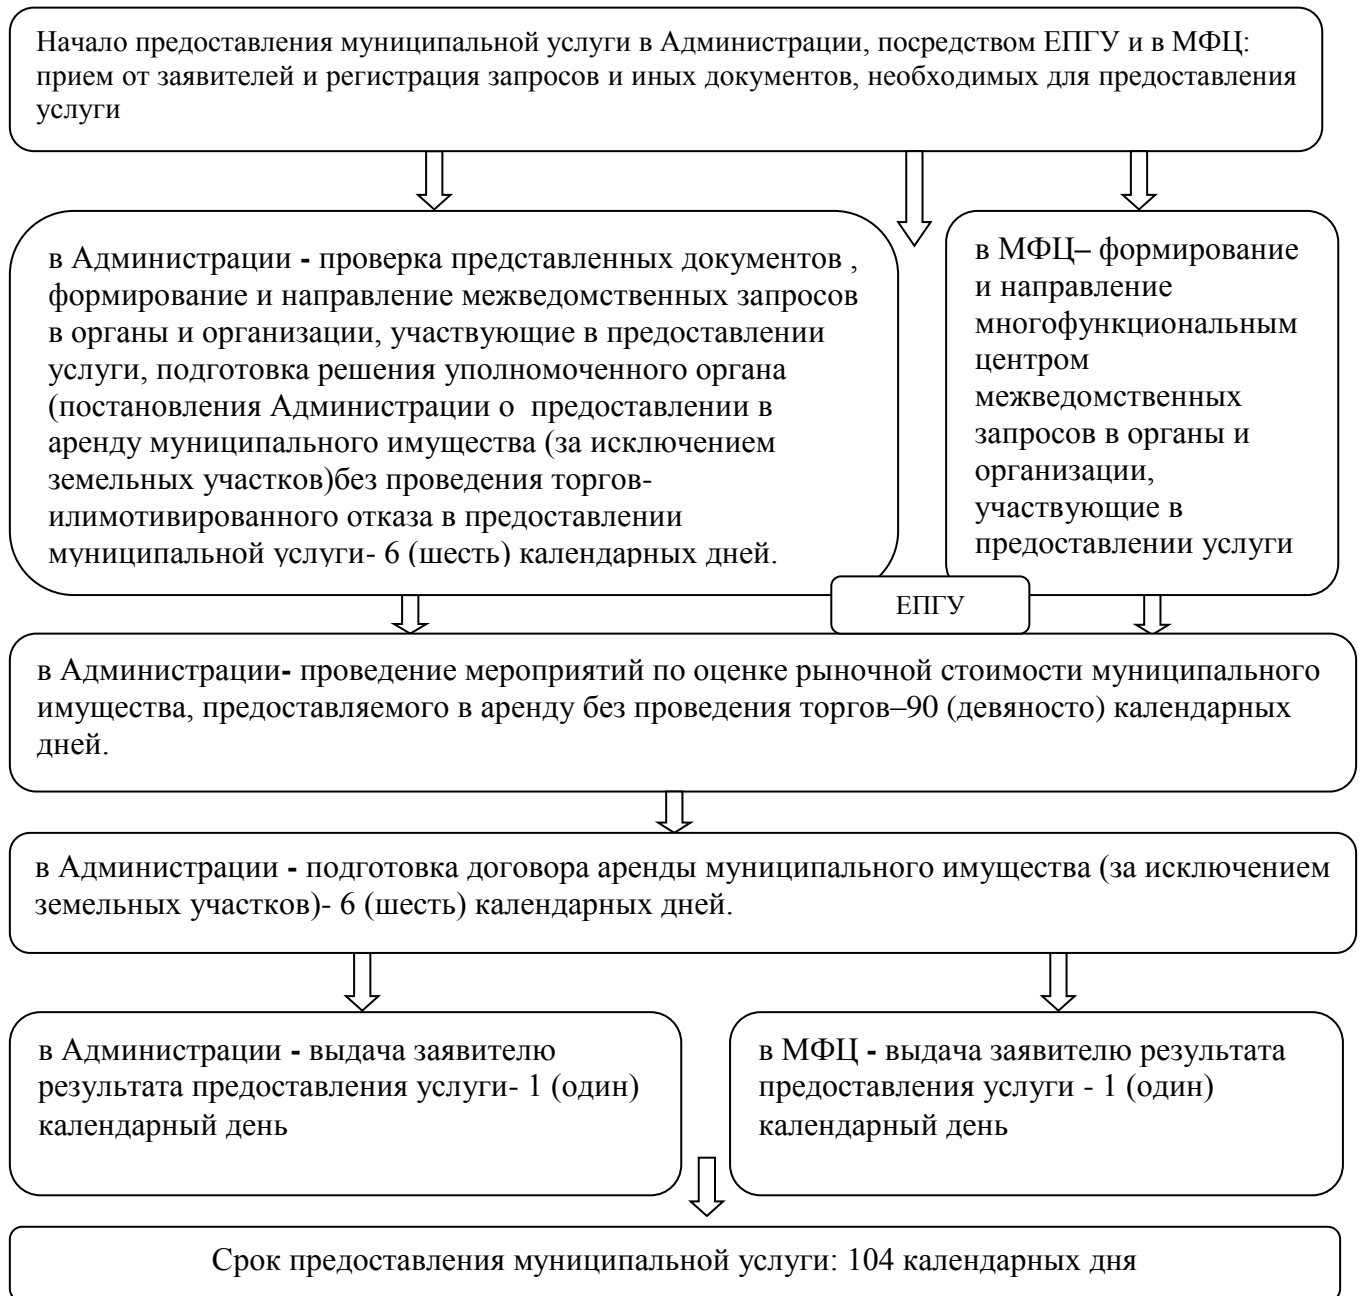 Начало предоставления муниципальной услуги в Администрации, посредством ЕПГУ и в МФЦ:
прием от заявителей и регистрация запросов и иных документов, необходимых для предоставления
услуги
в Администрации - проверка представленных документов ,
формирование и направление межведомственных запросов
в органы и организации, участвующие в предоставлении
услуги, подготовка решения уполномоченного органа
(постановления Администрации о предоставлении в
аренду муниципального имущества (за исключением
земельных участков)без проведения торгов-
илимотивированного отказа в предоставлении
муниципальной услуги- 6 (шесть) календарных дней.
в МФЦ– формирование
и направление
многофункциональным
центром
межведомственных
запросов в органы и
организации,
участвующие в
предоставлении услуги
ЕПГУ
в Администрации- проведение мероприятий по оценке рыночной стоимости муниципального
имущества, предоставляемого в аренду без проведения торгов–90 (девяносто) календарных
дней.
в Администрации - подготовка договора аренды муниципального имущества (за исключением
земельных участков)- 6 (шесть) календарных дней.
в Администрации - выдача заявителю
результата предоставления услуги- 1 (один)
календарный день
в МФЦ - выдача заявителю результата
предоставления услуги - 1 (один)
календарный день
Срок предоставления муниципальной услуги: 104 календарных дня